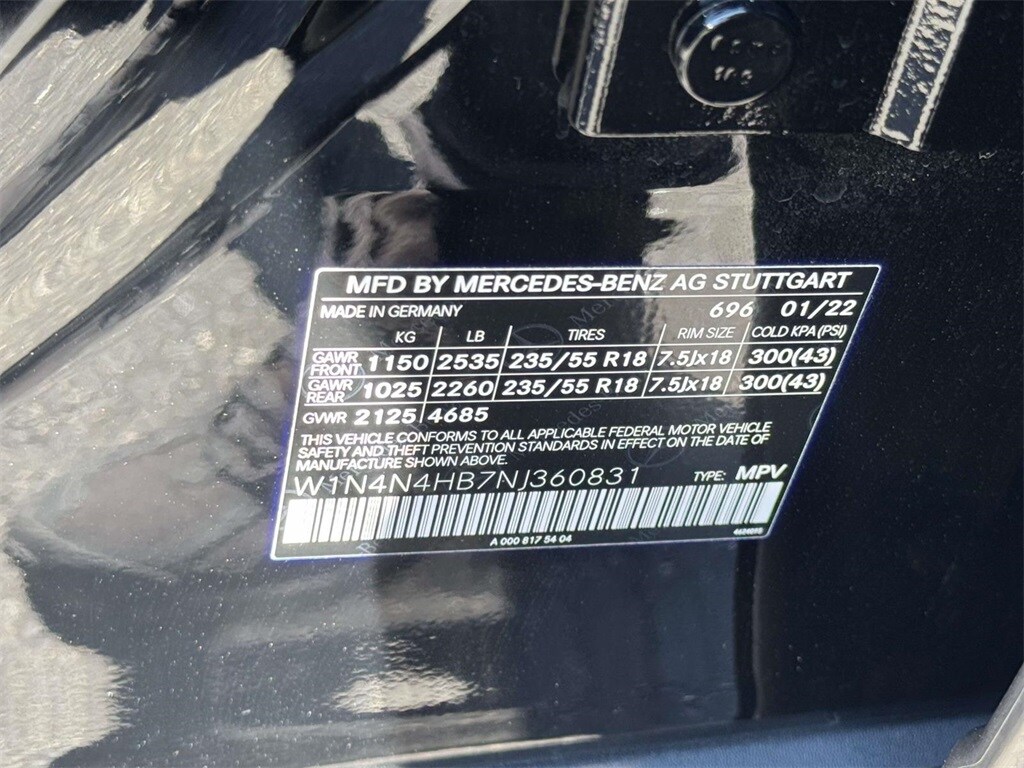 MFD BY MERCEDES-BENZ AG STUTTGART
MADE IN GERMANY 696 01/22
KG LB TIRES RIM SIZE COLD KPA (PSI)
GAWR FRONT 1150 2535 235/55 R18 7.5Jx18 300(43)
GAWR REAR 1025 2260 235/55 R18 7.5Jx18 300(43)
GVWR 2125 4685
THIS VEHICLE CONFORMS TO ALL APPLICABLE FEDERAL MOTOR VEHICLE
SAFETY AND THEFT PREVENTION STANDARDS IN EFFECT ON THE DATE OF
MANUFACTURE SHOWN ABOVE.
W1N4N4HB7NJ360831 TYPE: MPV
A 000 817 54 04